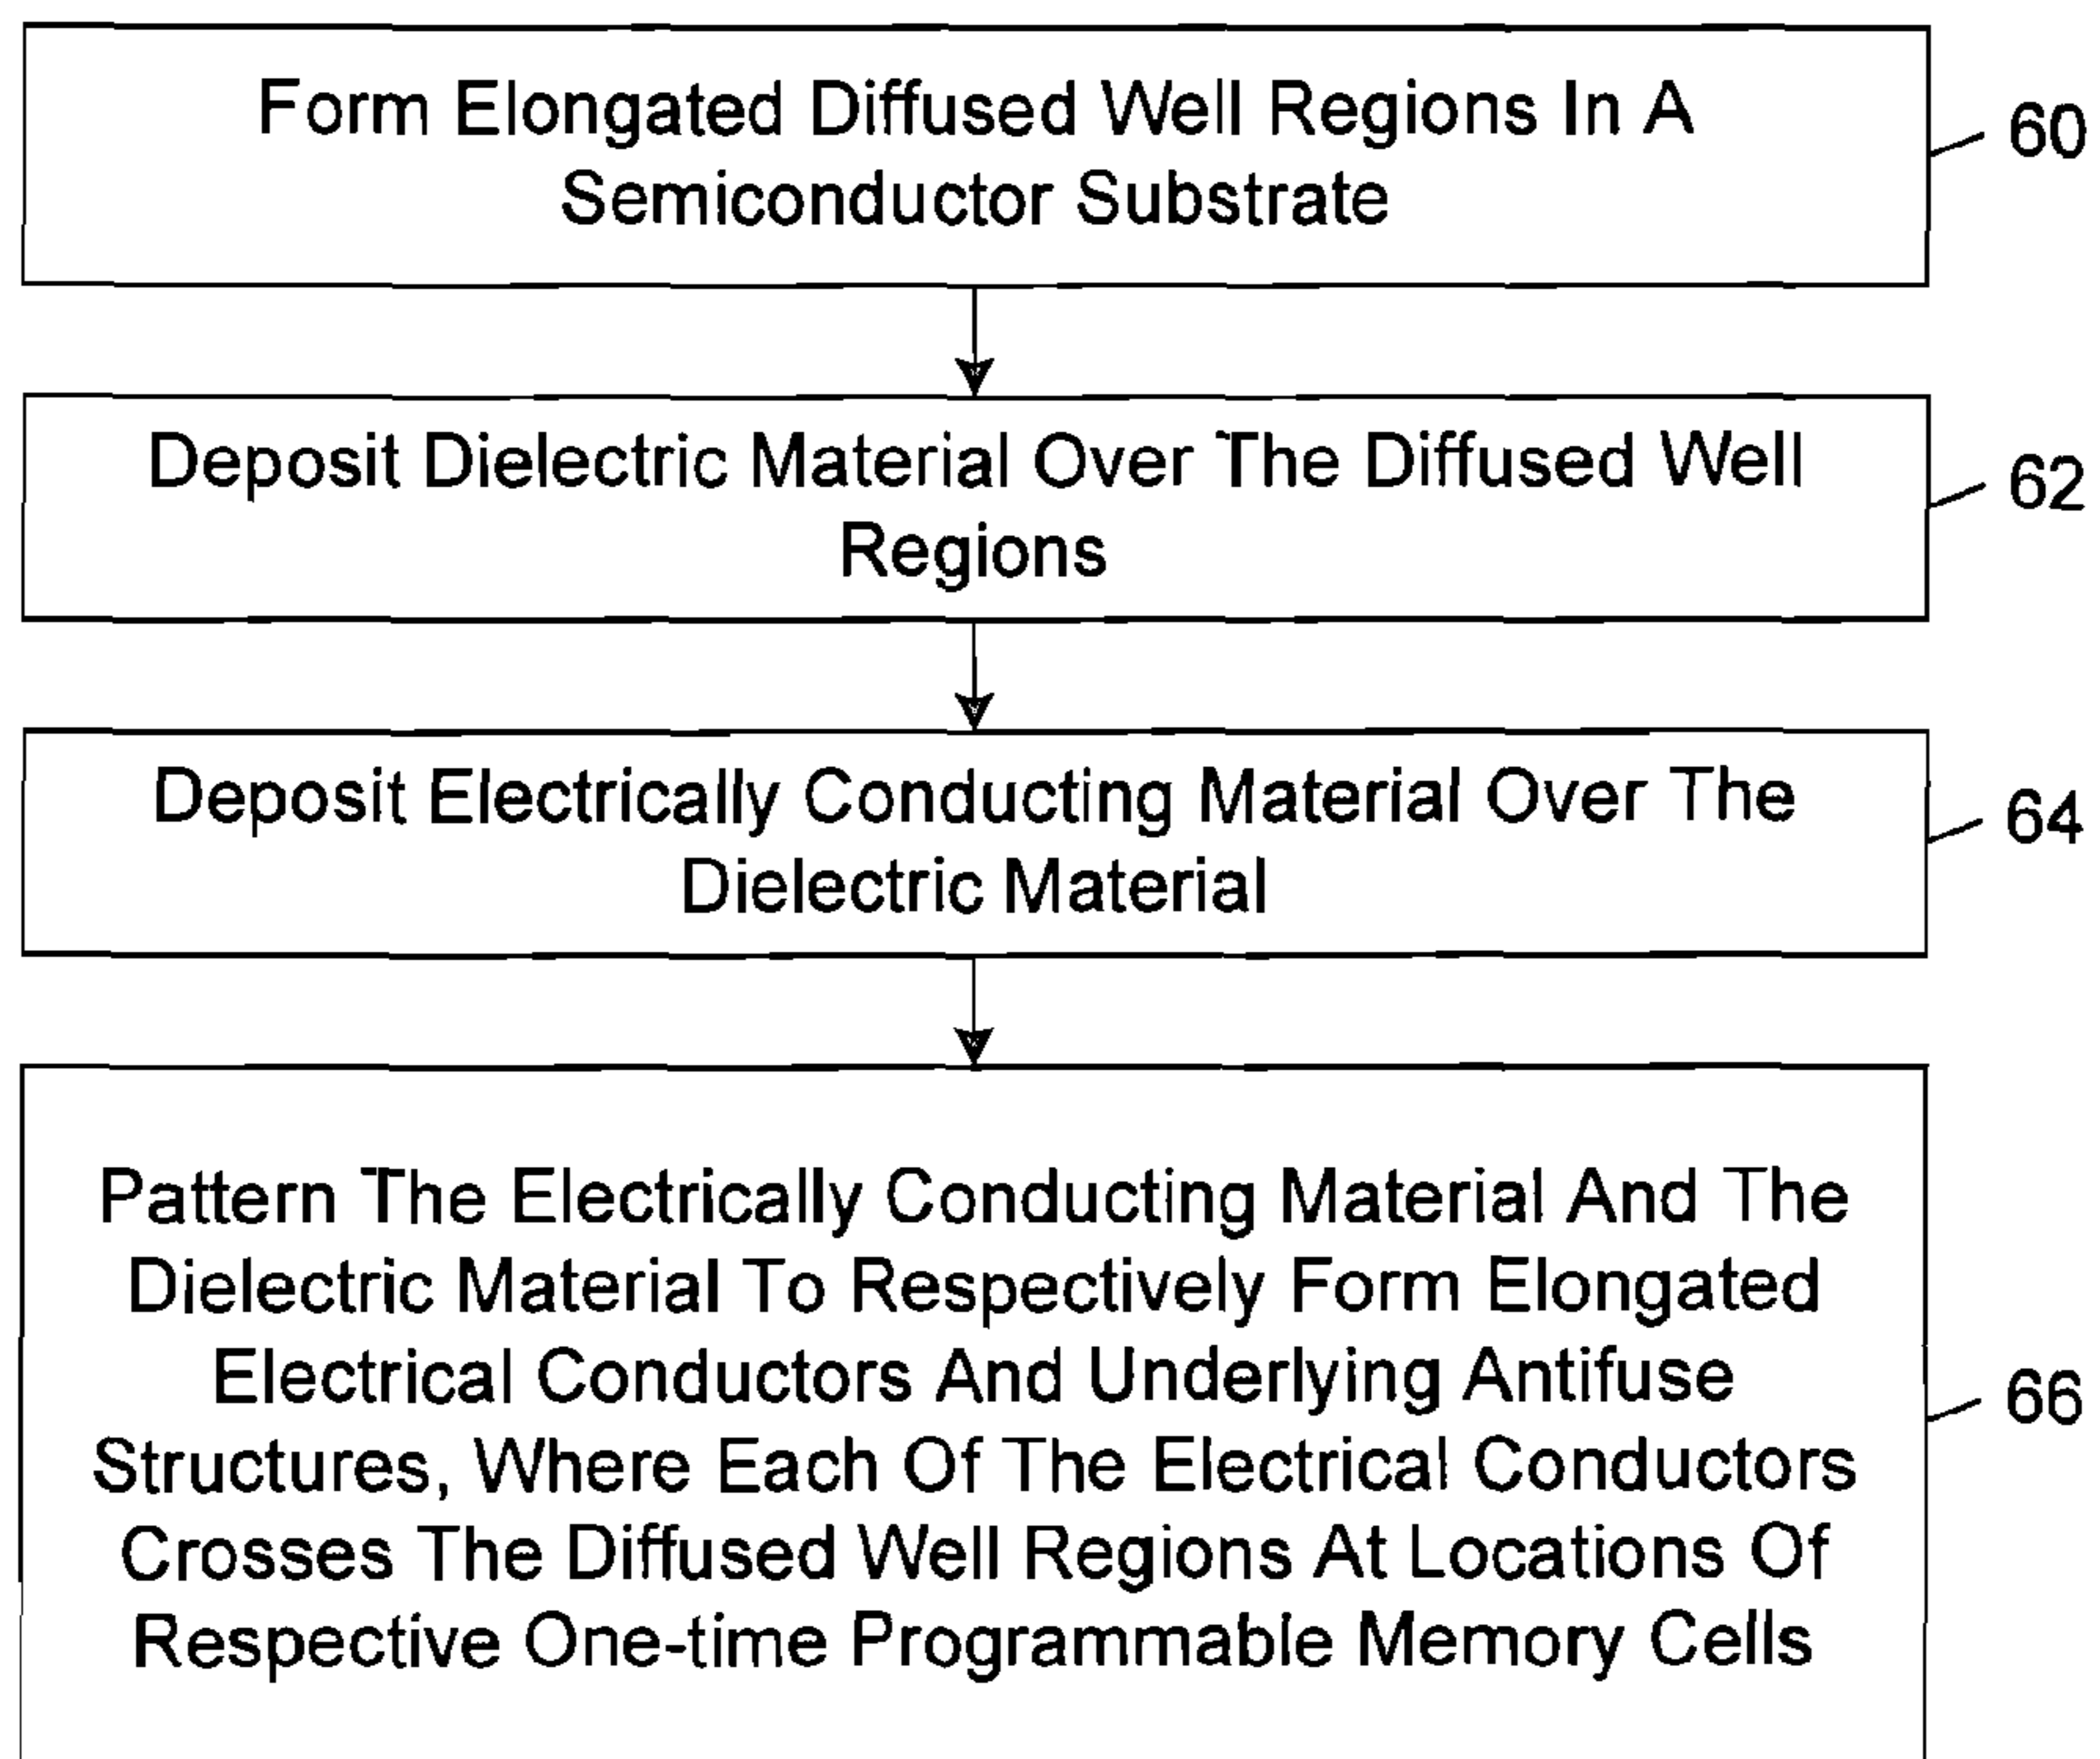 Form Elongated Diffused Well Regions In A
Semiconductor Substrate
60
Deposit Dielectric Material Over The Diffused Well
Regions
62
Deposit Electrically Conducting Material Over The
Dielectric Material
64
Pattern The Electrically Conducting Material And The
Dielectric Material To Respectively Form Elongated
Electrical Conductors And Underlying Antifuse
Structures, Where Each Of The Electrical Conductors
Crosses The Diffused Well Regions At Locations Of
Respective One-time Programmable Memory Cells
66